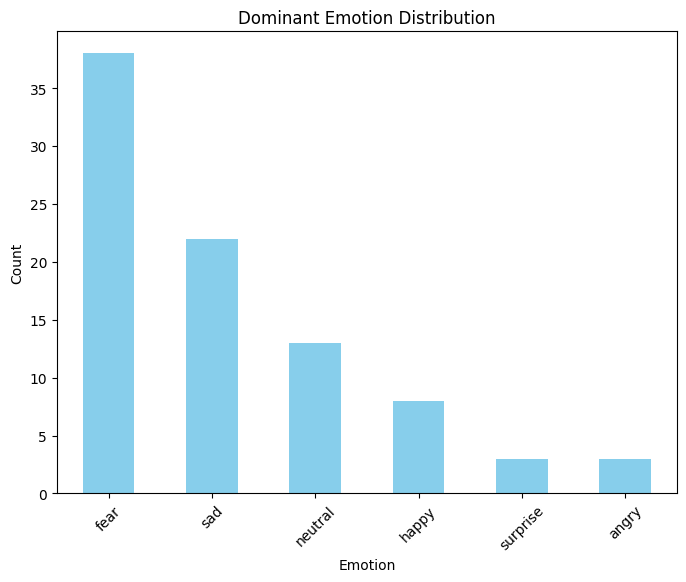 Dominant Emotion Distribution
Count
35
30
25
20
15
10
5
0
fear
sad
neutral
happy
surprise
angry
Emotion